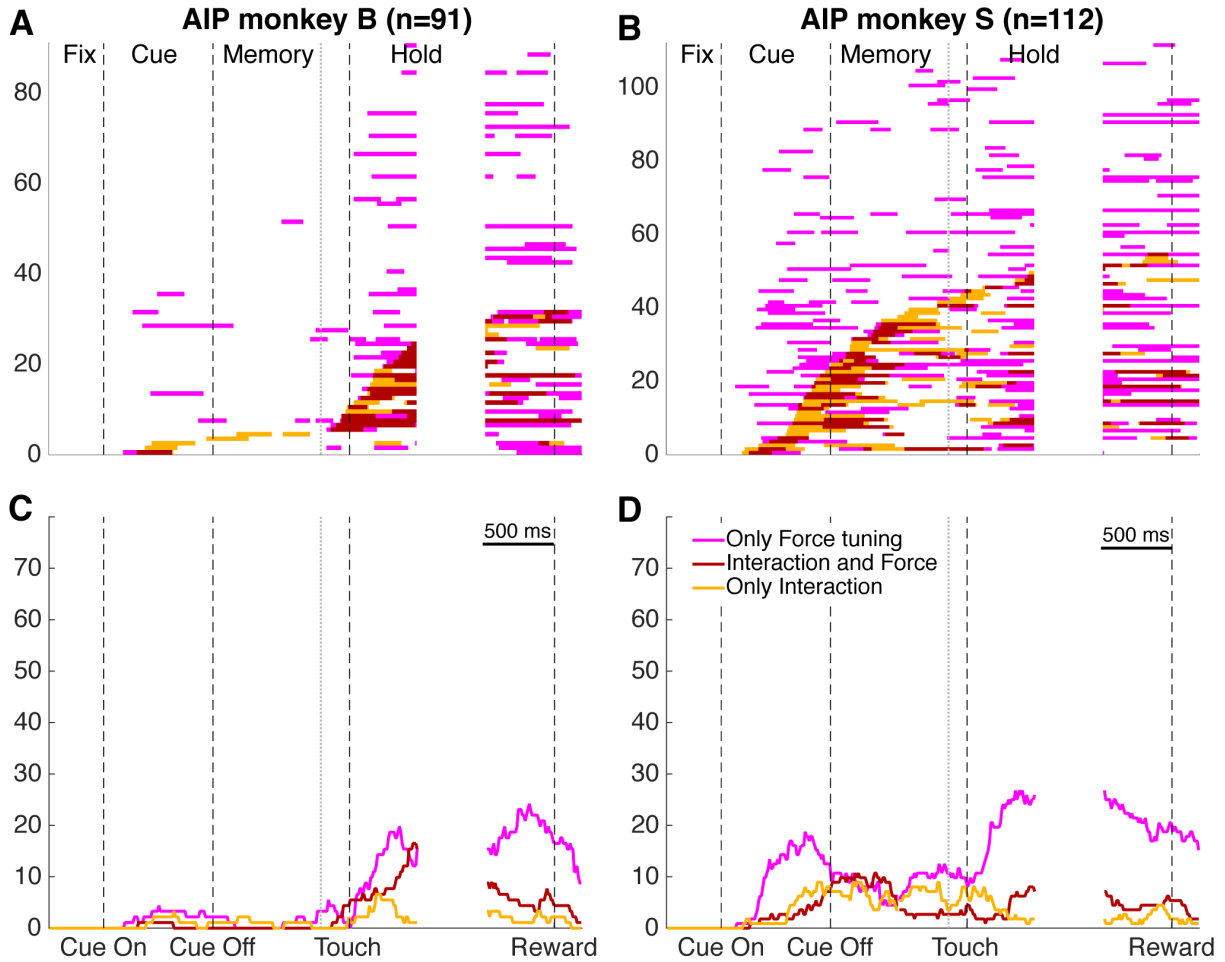 A
AIP monkey B (n=91)
Fix Cue Memory Hold
80
60
40
20
0
B
AIP monkey S (n=112)
Fix Cue Memory Hold
100
80
60
40
20
0
C
500 ms
70
60
50
40
30
20
10
0
Cue On Cue Off Touch Reward
D
500 ms
Only Force tuning
Interaction and Force
Only Interaction
70
60
50
40
30
20
10
0
Cue On Cue Off Touch Reward